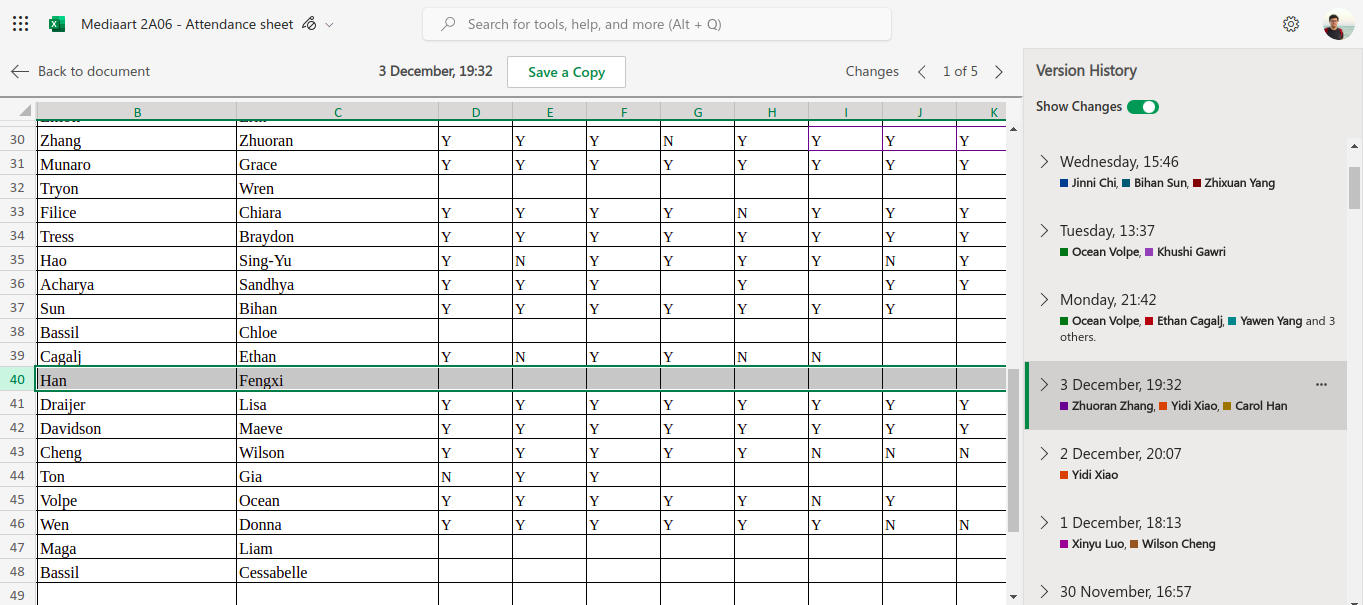 Mediaart 2A06 - Attendance sheet
Search for tools, help, and more (Alt + Q)
Back to document
3 December, 19:32
Save a Copy
Changes
1 of 5
B C D E F G H I J K
30 Zhang Zhuoran Y Y Y N Y Y Y Y
31 Munaro Grace Y Y Y Y Y Y Y Y
32 Tryon Wren
33 Filice Chiara Y Y Y Y N Y Y Y
34 Tress Braydon Y Y Y Y Y Y Y Y
35 Hao Sing-Yu Y N Y Y Y Y N Y
36 Acharya Sandhya Y Y Y Y Y Y
37 Sun Bihan Y Y Y Y Y Y Y
38 Bassil Chloe
39 Cagalj Ethan Y N Y Y N N
40 Han Fengxi
41 Draijer Lisa Y Y Y Y Y Y Y Y
42 Davidson Maeve Y Y Y Y Y Y Y Y
43 Cheng Wilson Y Y Y Y Y N N N
44 Ton Gia N Y Y
45 Volpe Ocean Y Y Y Y Y N Y
46 Wen Donna Y Y Y Y Y Y N N
47 Maga Liam
48 Bassil Cessabelle
49
Version History
Show Changes
Wednesday, 15:46
Jinni Chi, Bihan Sun, Zhixuan Yang
Tuesday, 13:37
Ocean Volpe, Khushi Gawri
Monday, 21:42
Ocean Volpe, Ethan Cagalj, Yawen Yang and 3
others.
3 December, 19:32
Zhuoran Zhang, Yidi Xiao, Carol Han
2 December, 20:07
Yidi Xiao
1 December, 18:13
Xinyu Luo, Wilson Cheng
30 November, 16:57